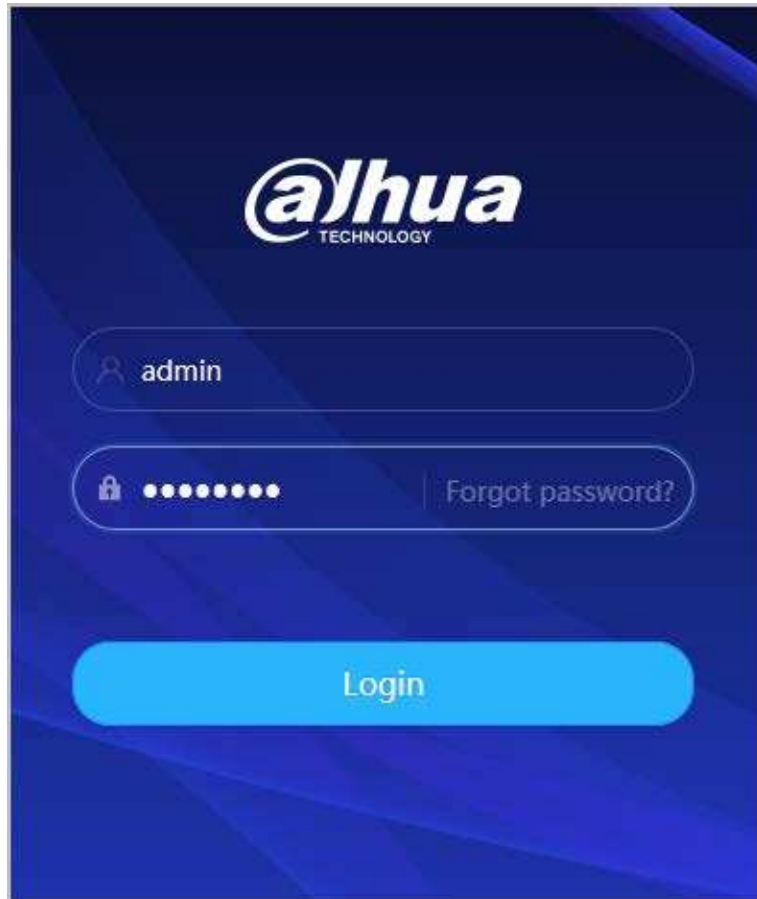 alhua
TECHNOLOGY
admin
••••••••
Forgot password?
Login